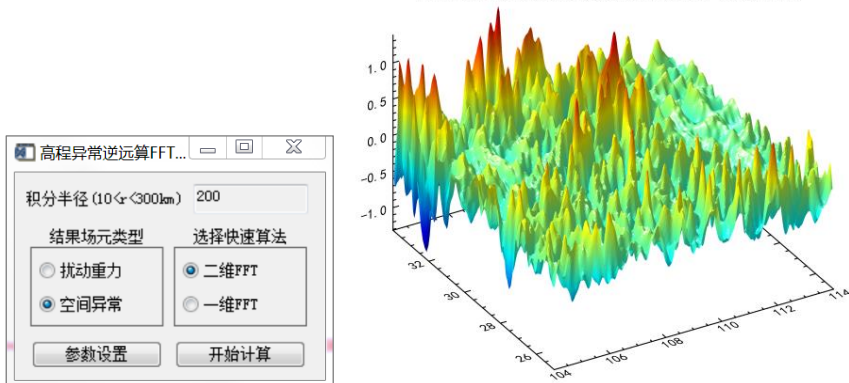 高程异常逆远算FFT...
积分半径(10<r<300km) 200
结果场元类型 选择快速算法
扰动重力 二维FFT
空间异常 一维FFT
参数设置 开始计算
1.0
0.5
0.0
-0.5
-1.0
32
30
28
26
104
106
108
110
112
114